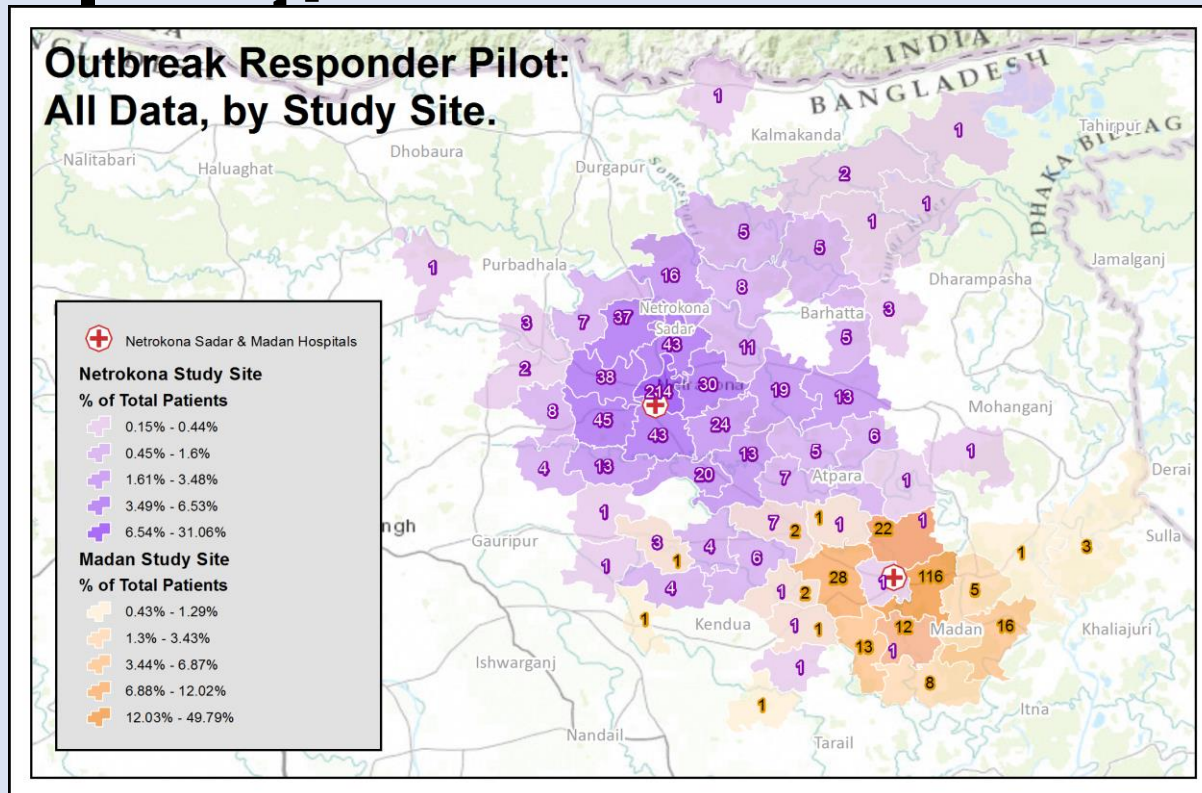 Outbreak Responder Pilot:
All Data, by Study Site.
INDIA
BANGLADESH
1
Kalmakanda
1
Tahirpur
Nalitabari
Haluaghat
Dhobaura
Durgapur
2
1
1
DHAKA
5
5
Jamalganj
1
Purbadhala
16
8
Dharampasha
3
7
37
Netrokona
Sadar
Barhatta
3
43
11
5
2
38
214
30
19
13
Mohanganj
8
45
43
24
6
4
13
20
13
5
1
1
7
Atpara
Derai
1
ngh
Gauripur
7
2
1
1
22
1
Sulla
3
1
4
6
1
3
1
4
1
2
28
1
116
5
1
Kendua
1
1
12
Madan
16
Khaliajuri
13
1
Ishwarganj
1
8
1
Itna
Nandail
Tarail
Netrokona Sadar & Madan Hospitals
Netrokona Study Site
% of Total Patients
0.15% - 0.44%
0.45% - 1.6%
1.61% - 3.48%
3.49% - 6.53%
6.54% - 31.06%
Madan Study Site
% of Total Patients
0.43% - 1.29%
1.3% - 3.43%
3.44% - 6.87%
6.88% - 12.02%
12.03% - 49.79%